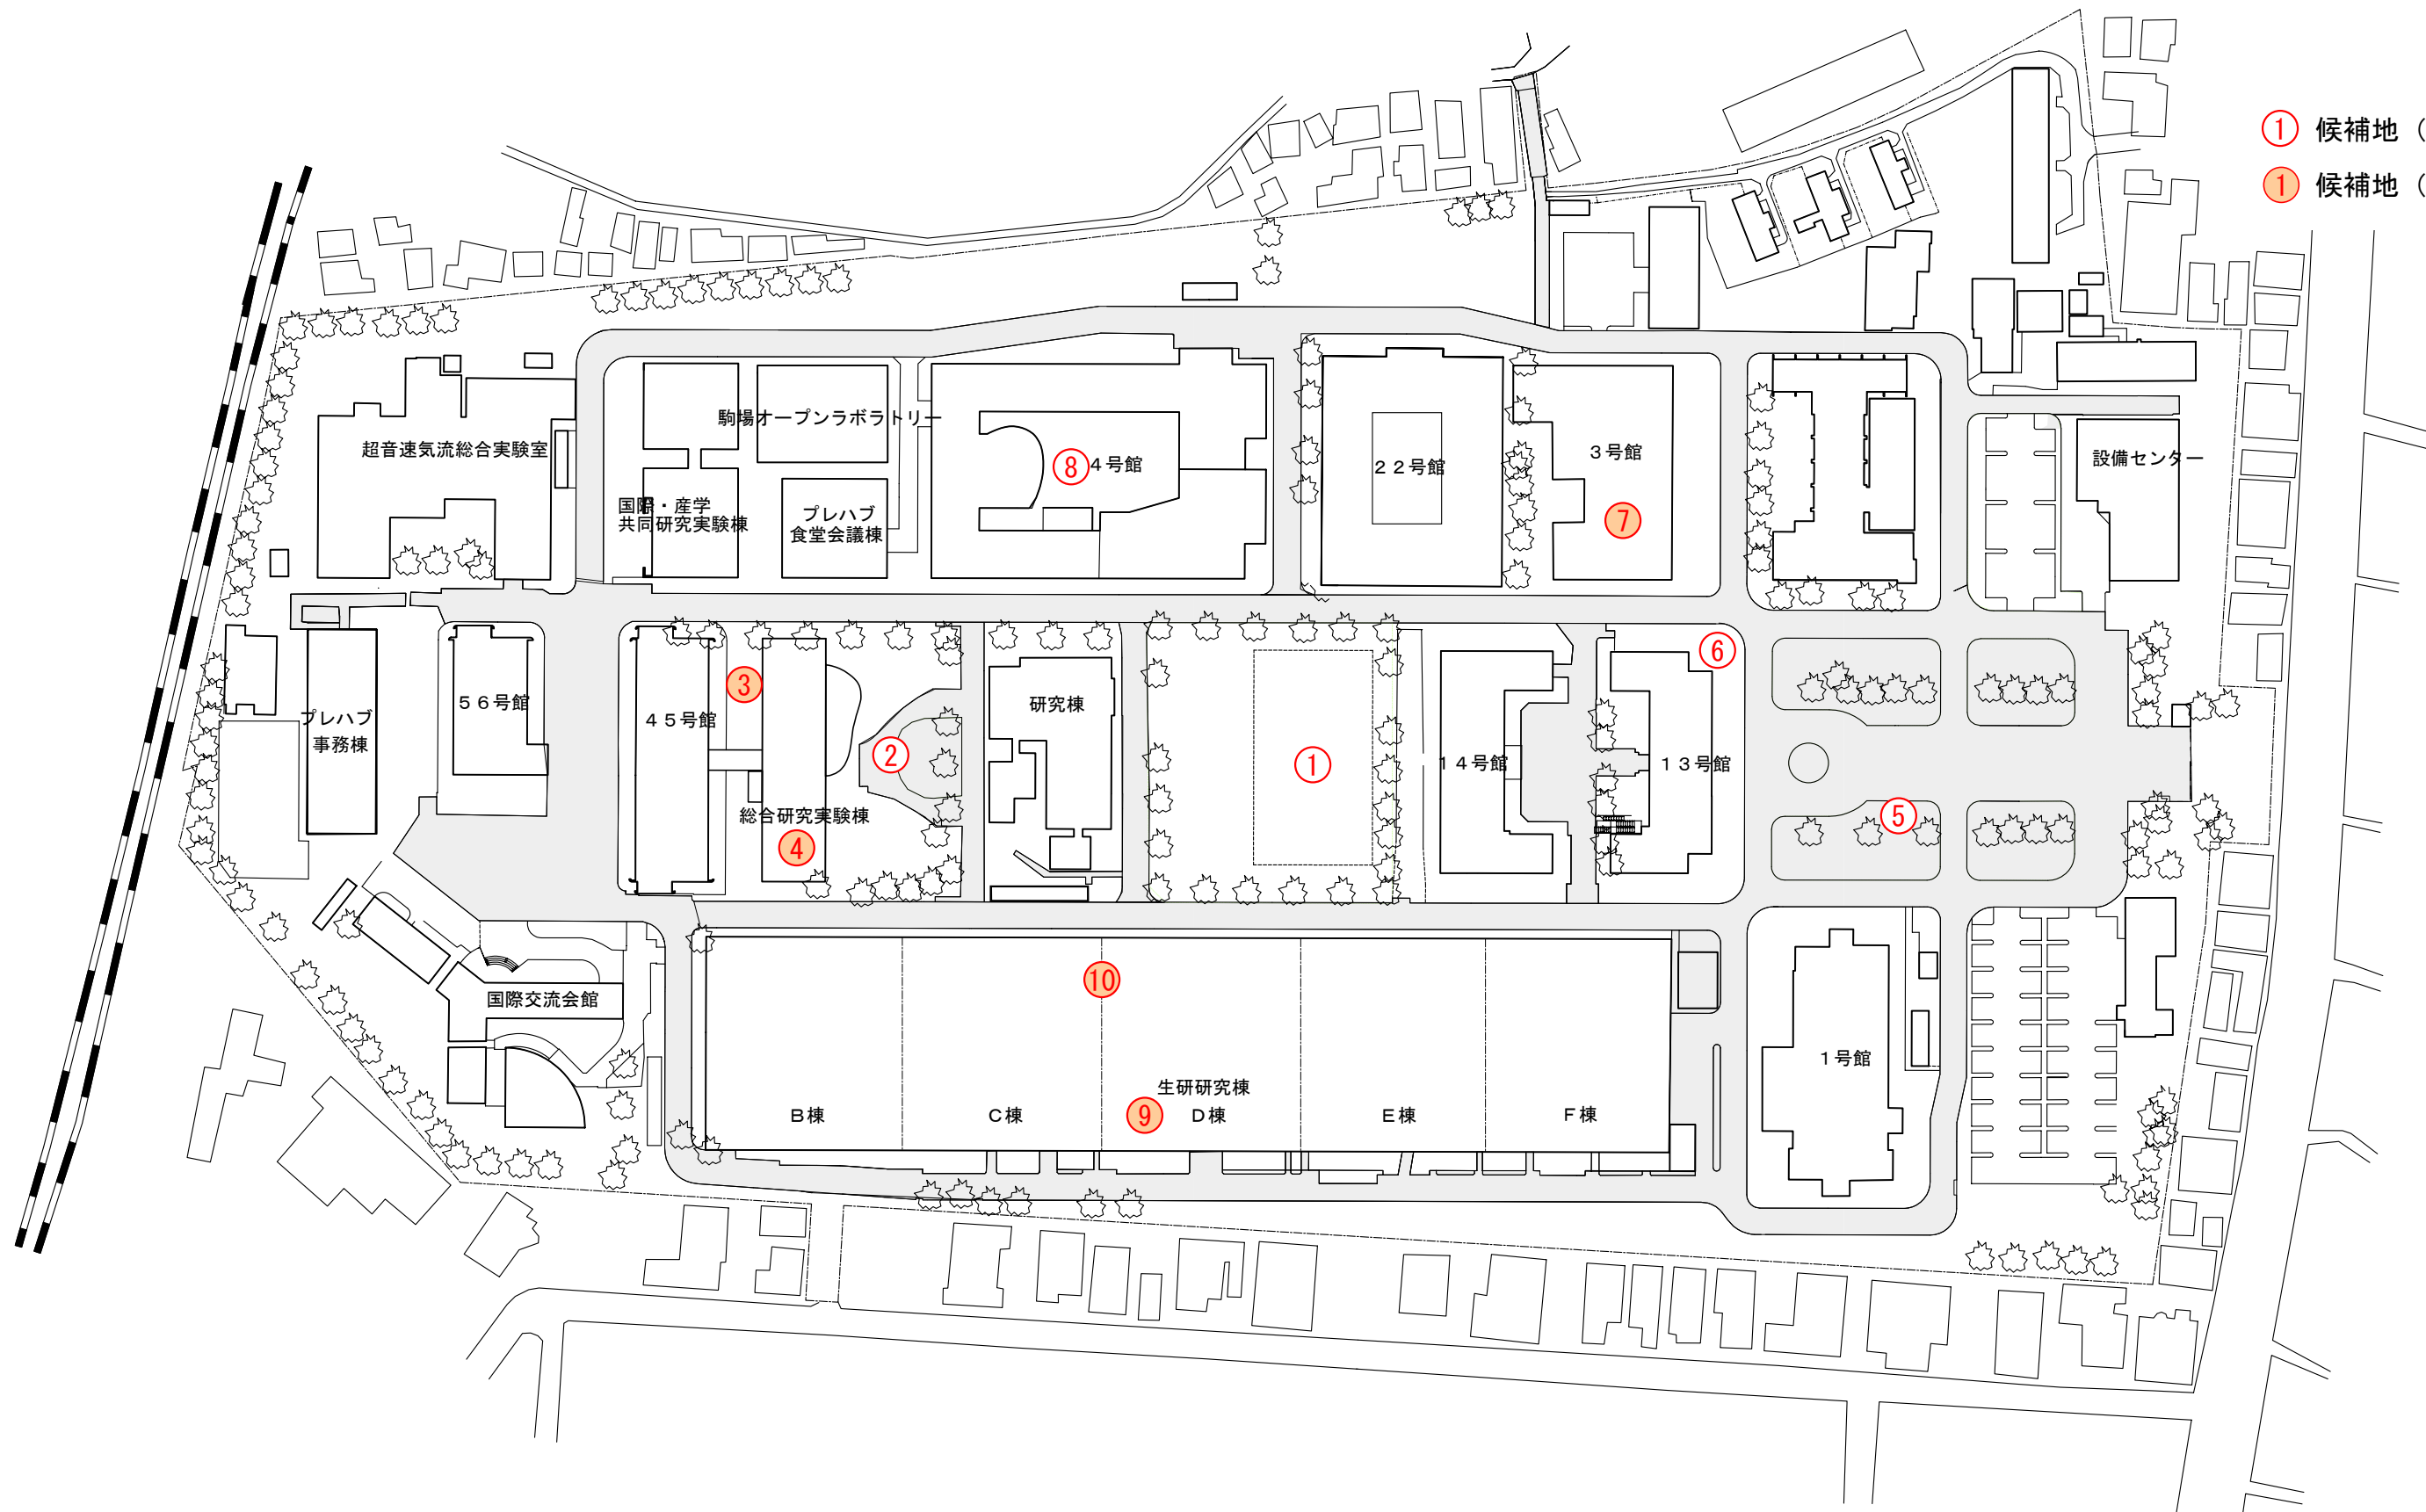 ① 候補地（
① 候補地（
駒場オープンラボラトリー
超音速気流総合実験室
⑧ 4号館
２２号館
３号館
設備センター
国際・産学
共同研究実験棟
プレハブ
食堂会議棟
⑦
⑥
③
５６号館
４５号館
研究棟
プレハブ
事務棟
②
①
１４号館
１３号館
総合研究実験棟
⑤
④
⑩
国際交流会館
１号館
生研研究棟
Ｂ棟
Ｃ棟
⑨
Ｄ棟
Ｅ棟
Ｆ棟